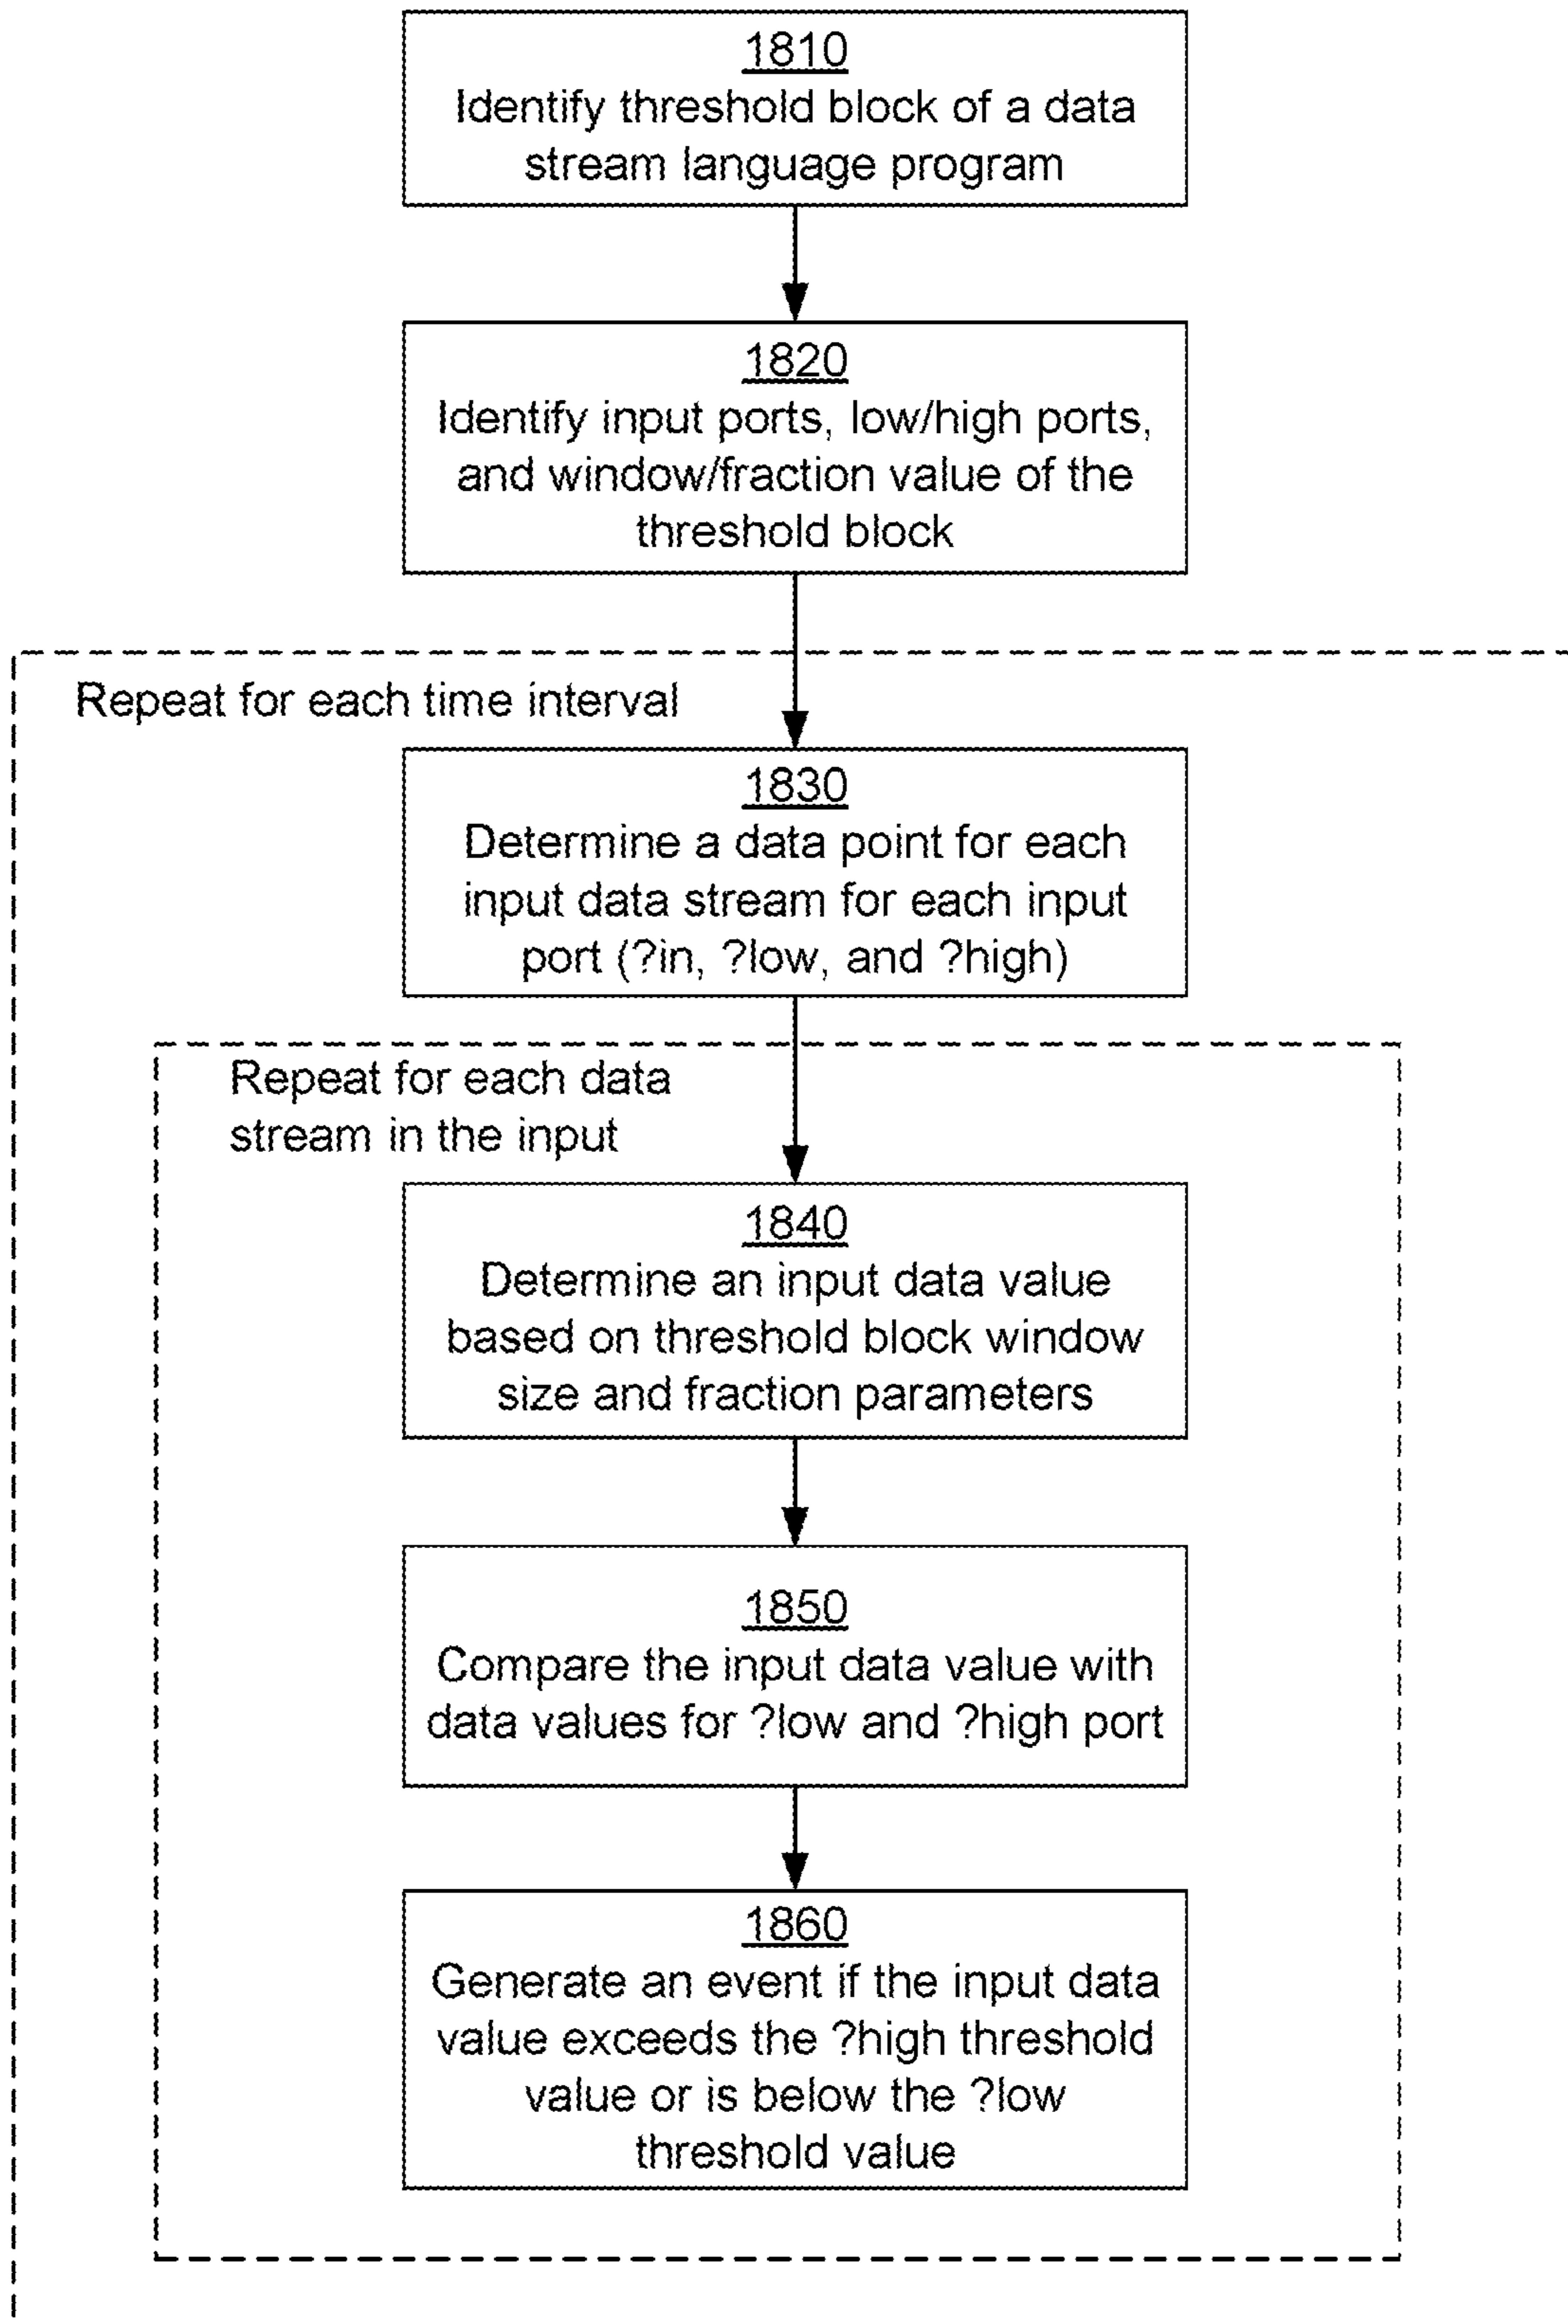 1810
Identify threshold block of a data
stream language program
1820
Identify input ports, low/high ports,
and window/fraction value of the
threshold block
Repeat for each time interval
1830
Determine a data point for each
input data stream for each input
port (?in, ?low, and ?high)
Repeat for each data
stream in the input
1840
Determine an input data value
based on threshold block window
size and fraction parameters
1850
Compare the input data value with
data values for ?low and ?high port
1860
Generate an event if the input data
value exceeds the ?high threshold
value or is below the ?low
threshold value